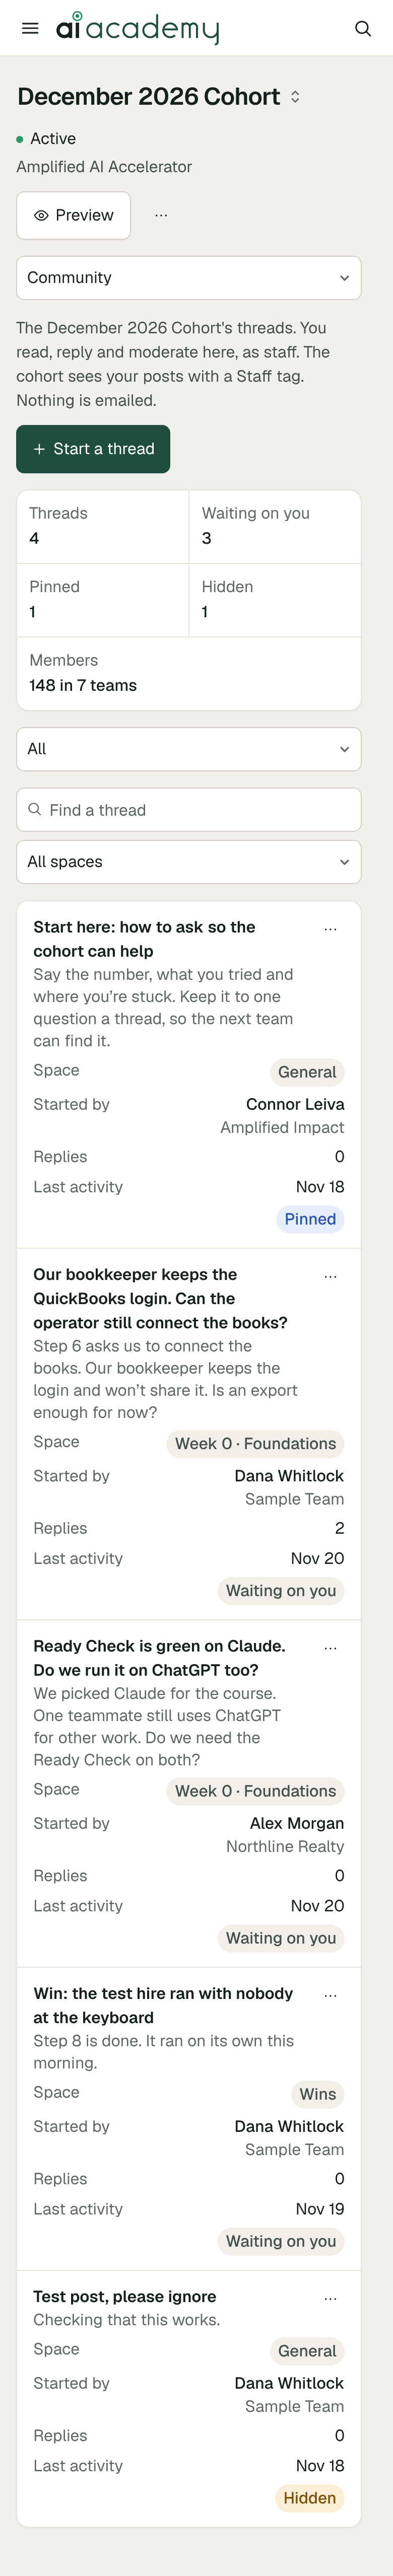 ai academy
December 2026 Cohort
Active
Amplified AI Accelerator
Preview
...
Community
The December 2026 Cohort's threads. You
read, reply and moderate here, as staff. The
cohort sees your posts with a Staff tag.
Nothing is emailed.
+ Start a thread
Threads
4
Waiting on you
3
Pinned
1
Hidden
1
Members
148 in 7 teams
All
Find a thread
All spaces
Start here: how to ask so the
cohort can help
...
Say the number, what you tried and
where you’re stuck. Keep it to one
question a thread, so the next team
can find it.
Space
General
Started by
Connor Leiva
Amplified Impact
Replies
0
Last activity
Nov 18
Pinned
Our bookkeeper keeps the
QuickBooks login. Can the
operator still connect the books?
...
Step 6 asks us to connect the
books. Our bookkeeper keeps the
login and won’t share it. Is an export
enough for now?
Space
Week 0 · Foundations
Started by
Dana Whitlock
Sample Team
Replies
2
Last activity
Nov 20
Waiting on you
Ready Check is green on Claude.
Do we run it on ChatGPT too?
...
We picked Claude for the course.
One teammate still uses ChatGPT
for other work. Do we need the
Ready Check on both?
Space
Week 0 · Foundations
Started by
Alex Morgan
Northline Realty
Replies
0
Last activity
Nov 20
Waiting on you
Win: the test hire ran with nobody
at the keyboard
...
Step 8 is done. It ran on its own this
morning.
Space
Wins
Started by
Dana Whitlock
Sample Team
Replies
0
Last activity
Nov 19
Waiting on you
Test post, please ignore
...
Checking that this works.
Space
General
Started by
Dana Whitlock
Sample Team
Replies
0
Last activity
Nov 18
Hidden